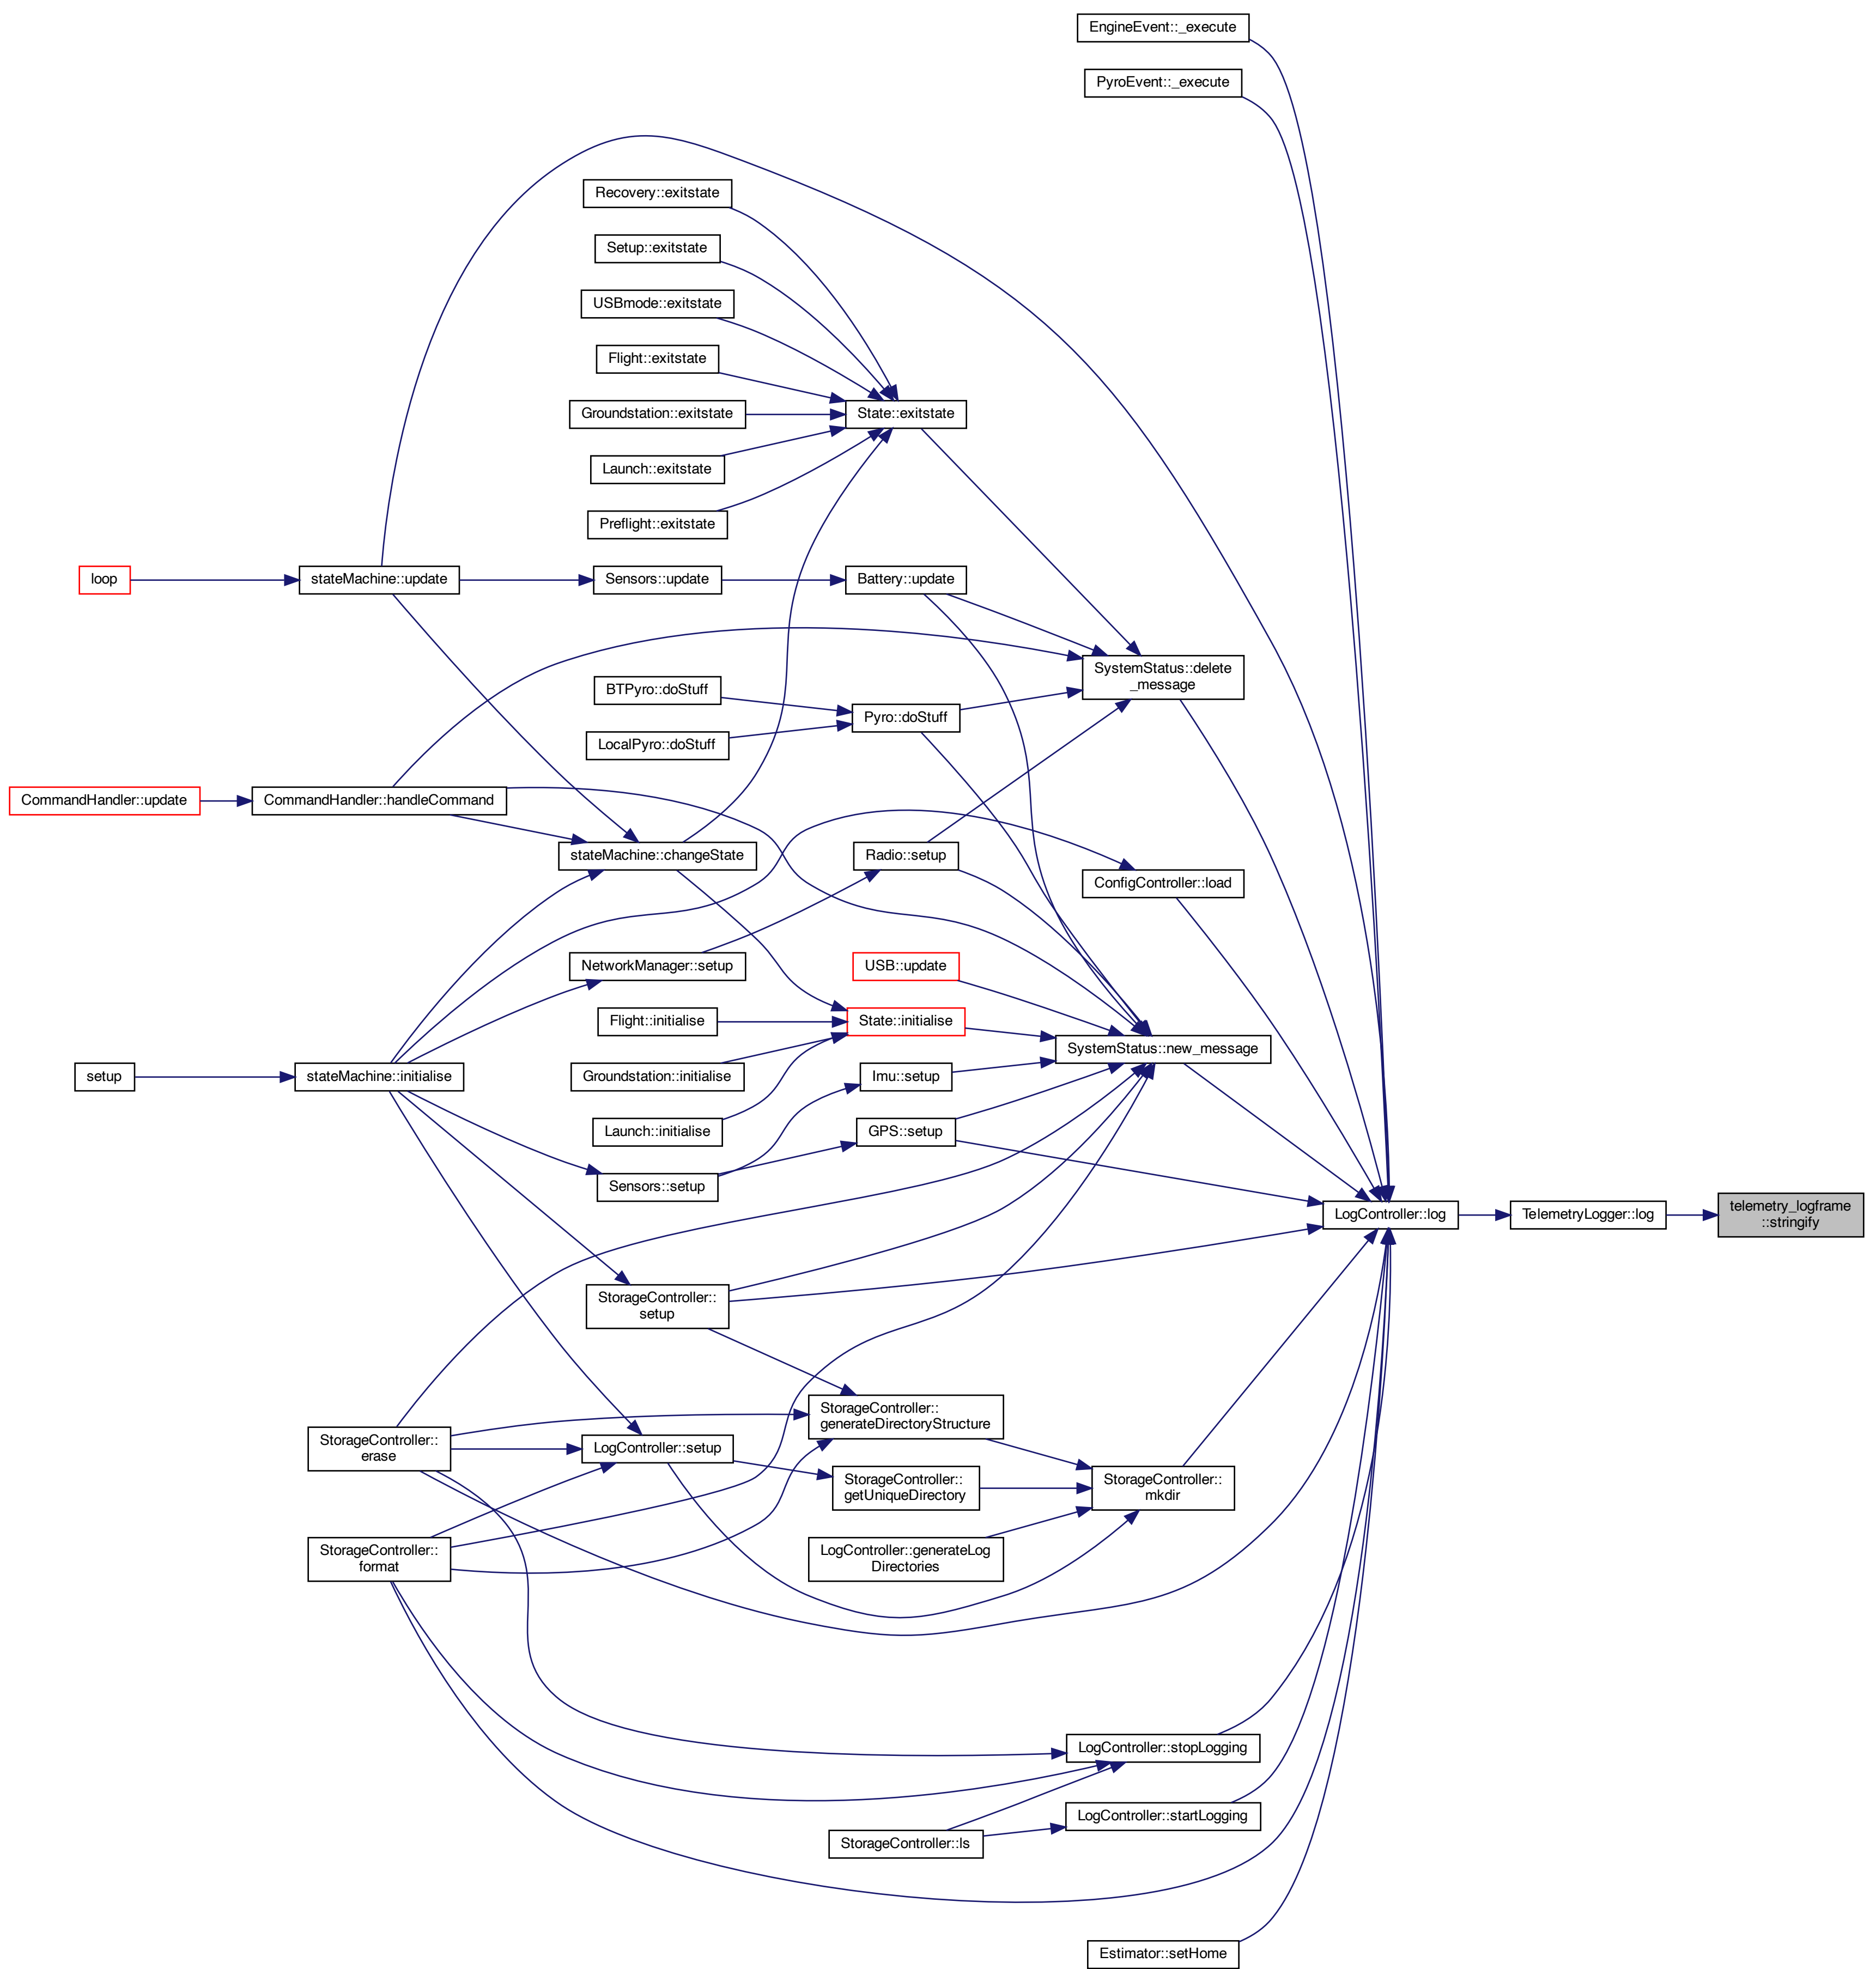 EngineEvent::_execute
PyroEvent::_execute
Recovery::exitstate
Setup::exitstate
USBmode::exitstate
Flight::exitstate
Groundstation::exitstate
State::exitstate
Launch::exitstate
Preflight::exitstate
loop
stateMachine::update
Sensors::update
Battery::update
SystemStatus::delete
_message
BTPyro::doStuff
Pyro::doStuff
LocalPyro::doStuff
CommandHandler::update
CommandHandler::handleCommand
stateMachine::changeState
Radio::setup
ConfigController::load
NetworkManager::setup
USB::update
Flight::initialise
State::initialise
SystemStatus::new_message
setup
stateMachine::initialise
Groundstation::initialise
Imu::setup
Launch::initialise
GPS::setup
Sensors::setup
LogController::log
TelemetryLogger::log
telemetry_logframe
::stringify
StorageController::
setup
StorageController::
generateDirectoryStructure
StorageController::
erase
LogController::setup
StorageController::
getUniqueDirectory
StorageController::
mkdir
StorageController::
format
LogController::generateLog
Directories
LogController::stopLogging
LogController::startLogging
StorageController::ls
Estimator::setHome